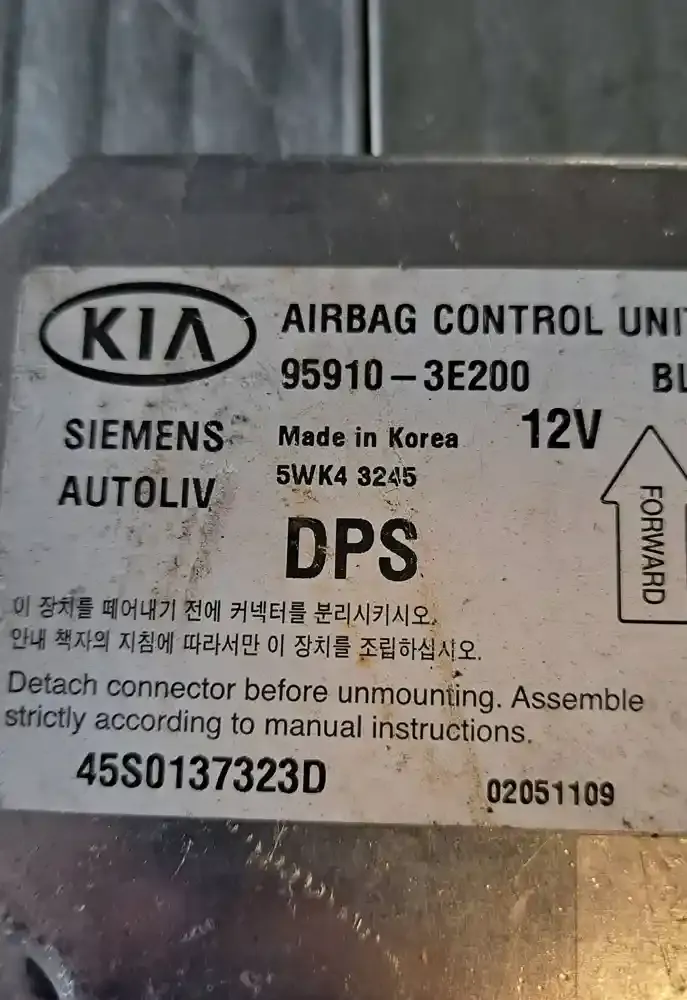 KIA
AIRBAG CONTROL
95910-3E200
SIEMENS
AUTOLIV
Made in Korea
12V
5WK4 3245
DPS
FORWARD
이 장치를 떼어내기 전에 커넥터를 분리시키시오.
안내 책자의 지침에 따라서만 이 장치를 조립하십시오.
Detach connector before unmounting. Assemble
strictly according to manual instructions.
45S0137323D
02051109